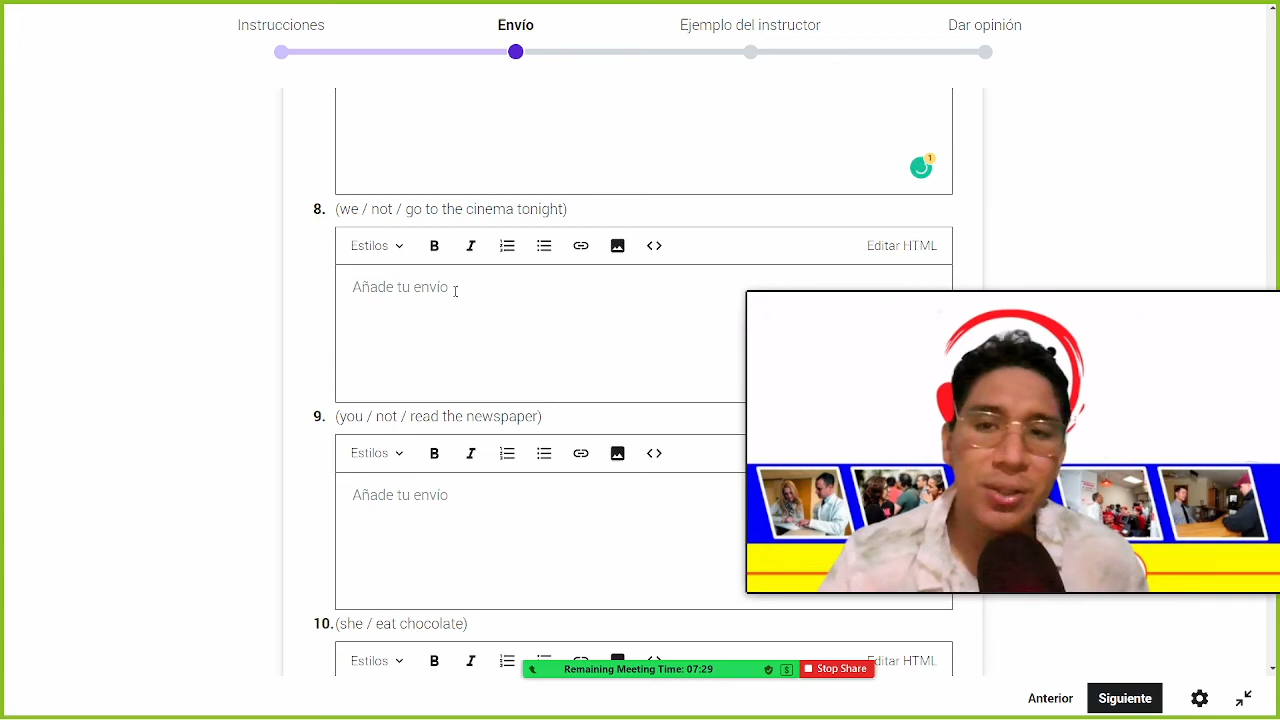 Instrucciones
Envío
Ejemplo del instructor
Dar opinión
1
8. (we / not / go to the cinema tonight)
Estilos B I Editar HTML
Añade tu envío
9. (you / not / read the newspaper)
Estilos B I
Añade tu envío
10. (she / eat chocolate)
Estilos B I Editar HTML
Remaining Meeting Time: 07:29 $ Stop Share
Anterior Siguiente